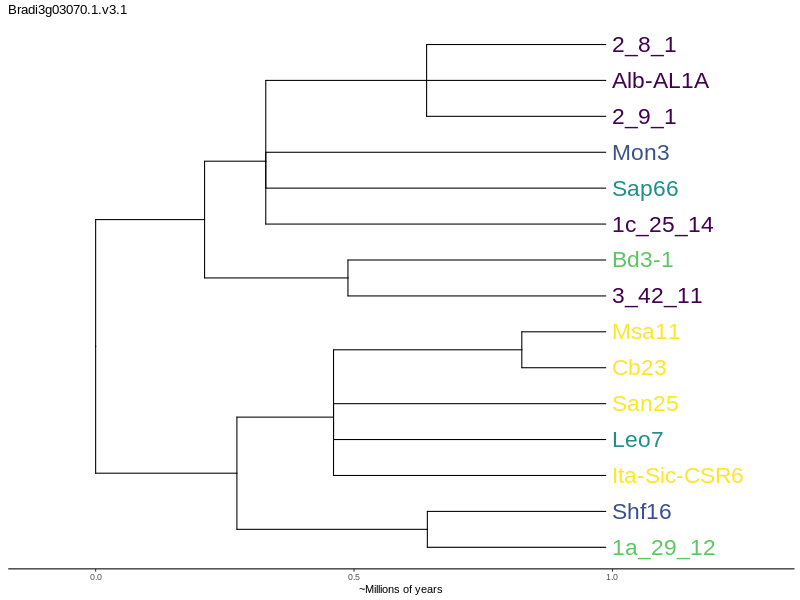 Bradi3g03070.1.v3.1
2_8_1
Alb-AL1A
2_9_1
Mon3
Sap66
1c_25_14
Bd3-1
3_42_11
Msa11
Cb23
San25
Leo7
Ita-Sic-CSR6
Shf16
1a_29_12
0.0 0.5 1.0
~Millions of years